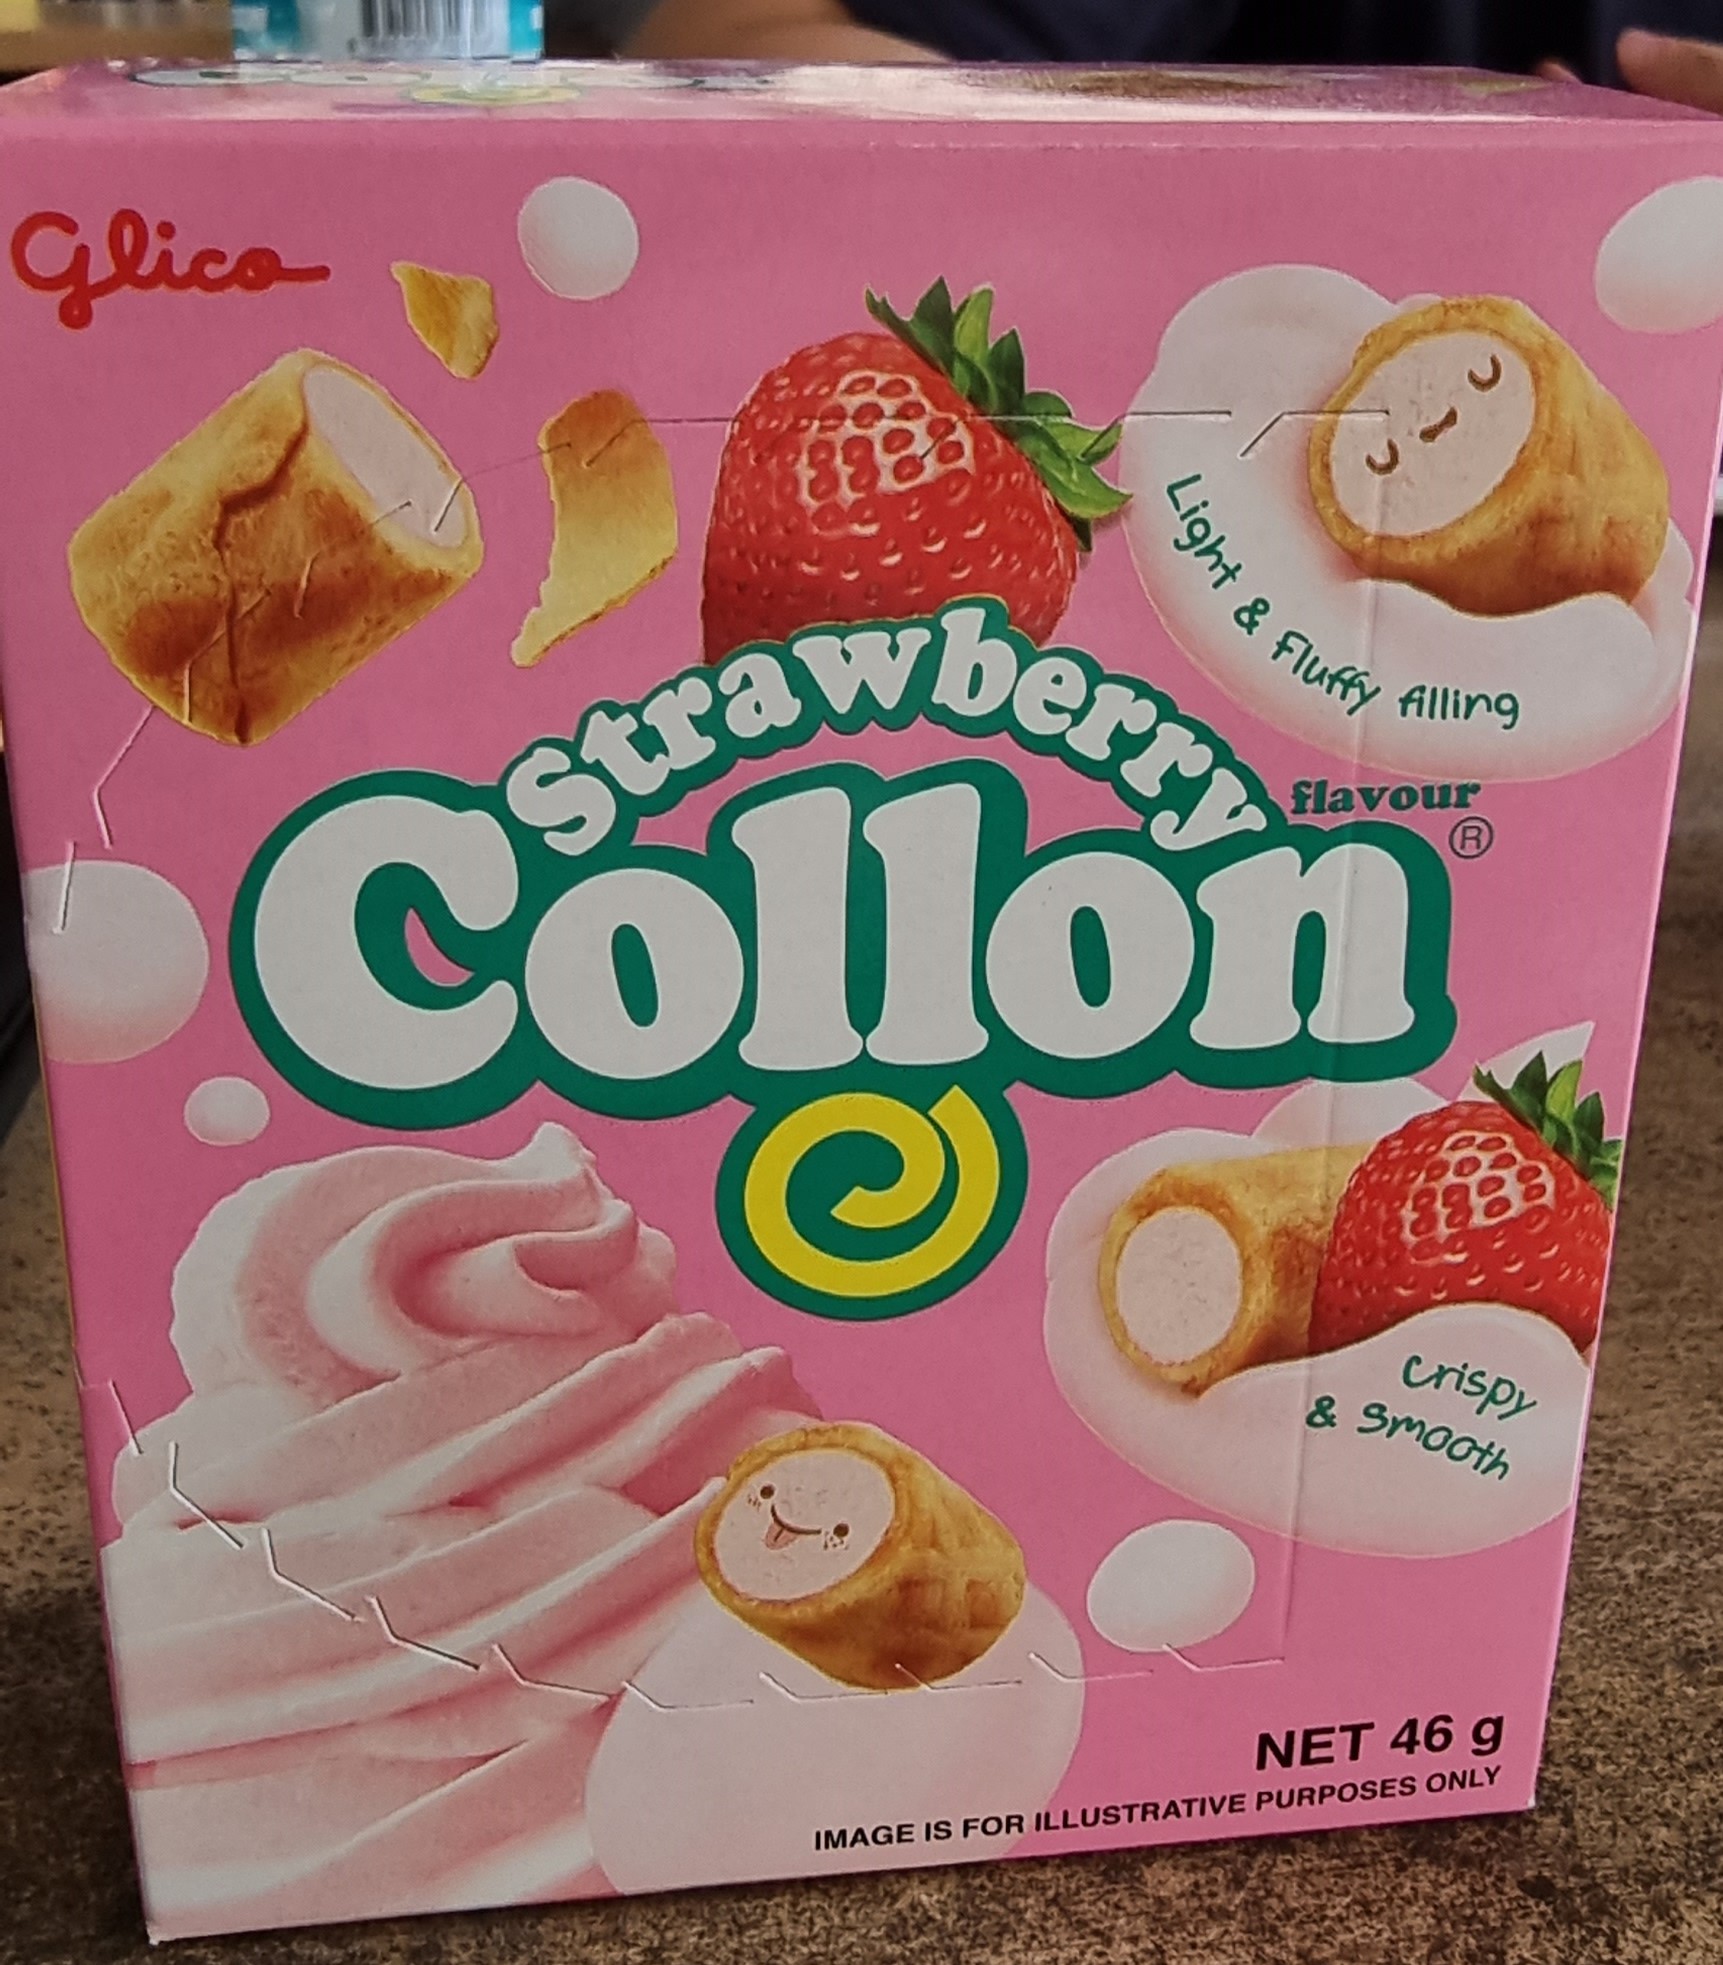 Glico
Light & Fluffy filling
Strawberry
flavour
Collon®
Crispy
& Smooth
NET 46 g
IMAGE IS FOR ILLUSTRATIVE PURPOSES ONLY